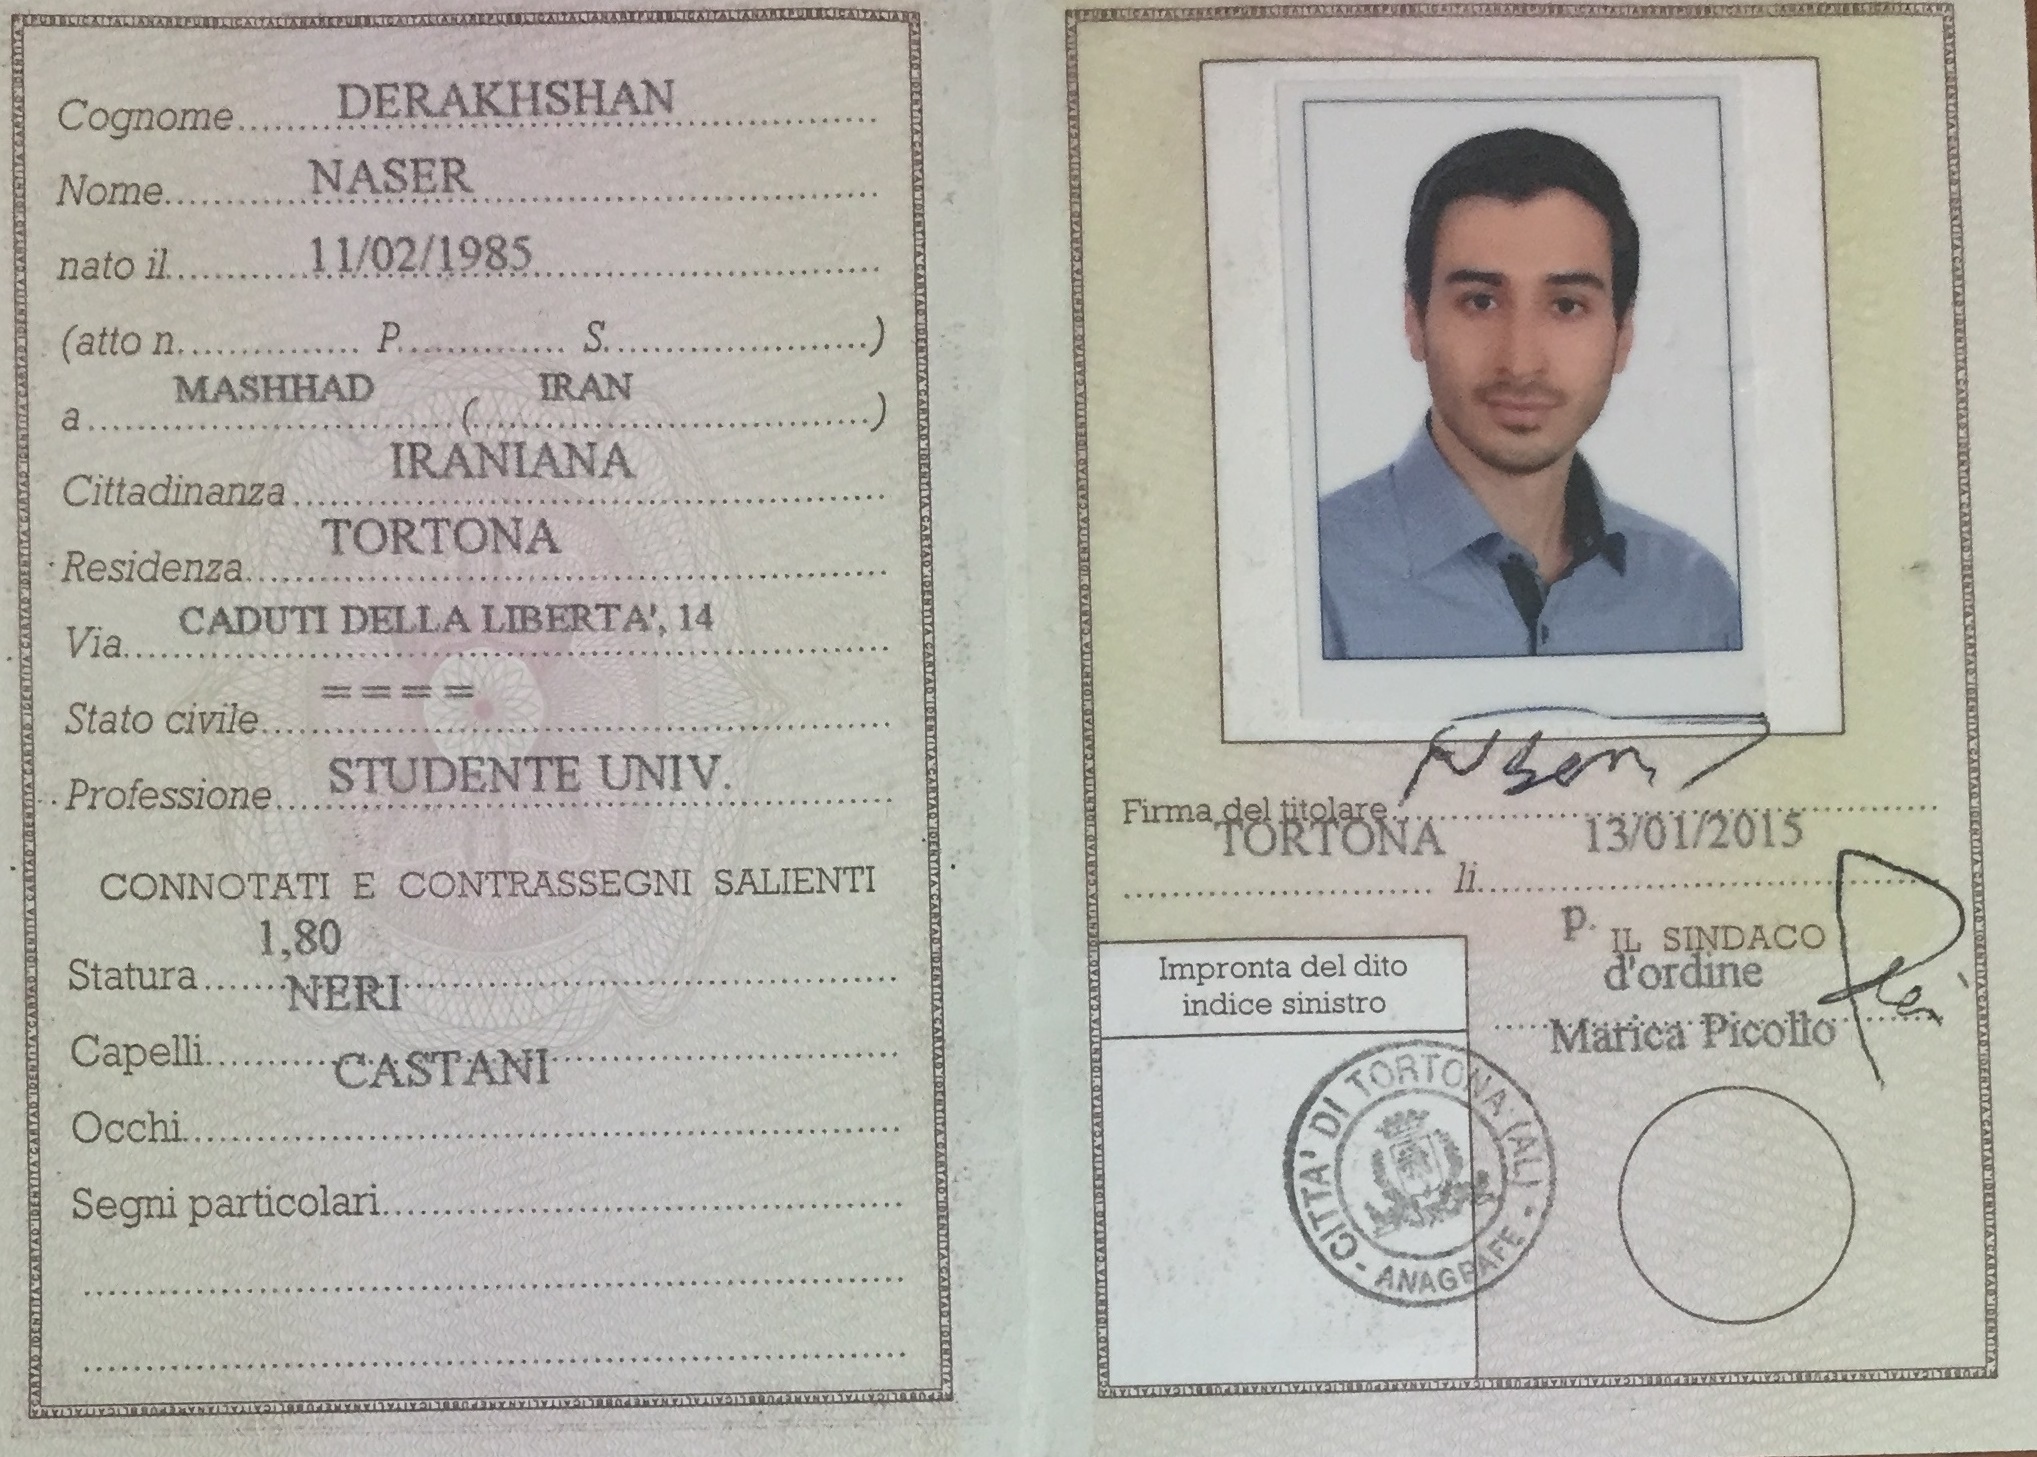 Cognome DERAKHSHAN
Nome NASER
nato il 11/02/1985
(atto n. P. S. )
a MASHHAD ( IRAN )
Cittadinanza IRANIANA
Residenza TORTONA
Via CADUTI DELLA LIBERTA', 14
Stato civile ====
Professione STUDENTE UNIV.
CONNOTATI E CONTRASSEGNI SALIENTI
Statura 1,80
Capelli NERI
Occhi CASTANI
Segni particolari
Firma del titolare
TORTONA li 13/01/2015
p. IL SINDACO
d'ordine
Marica Picollo
Impronta del dito
indice sinistro
CITTA' DI TORTONA (AL)
ANAGRAFE